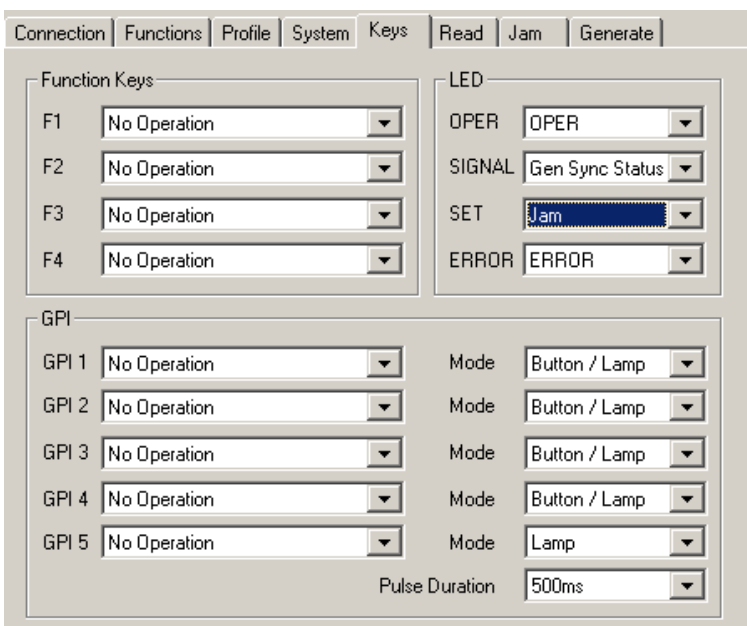 Connection Functions Profile System Keys Read Jam Generate
Function Keys
F1 No Operation
F2 No Operation
F3 No Operation
F4 No Operation
LED
OPER OPER
SIGNAL Gen Sync Status
SET Jam
ERROR ERROR
GPI
GPI 1 No Operation Mode Button / Lamp
GPI 2 No Operation Mode Button / Lamp
GPI 3 No Operation Mode Button / Lamp
GPI 4 No Operation Mode Button / Lamp
GPI 5 No Operation Mode Lamp
Pulse Duration 500ms